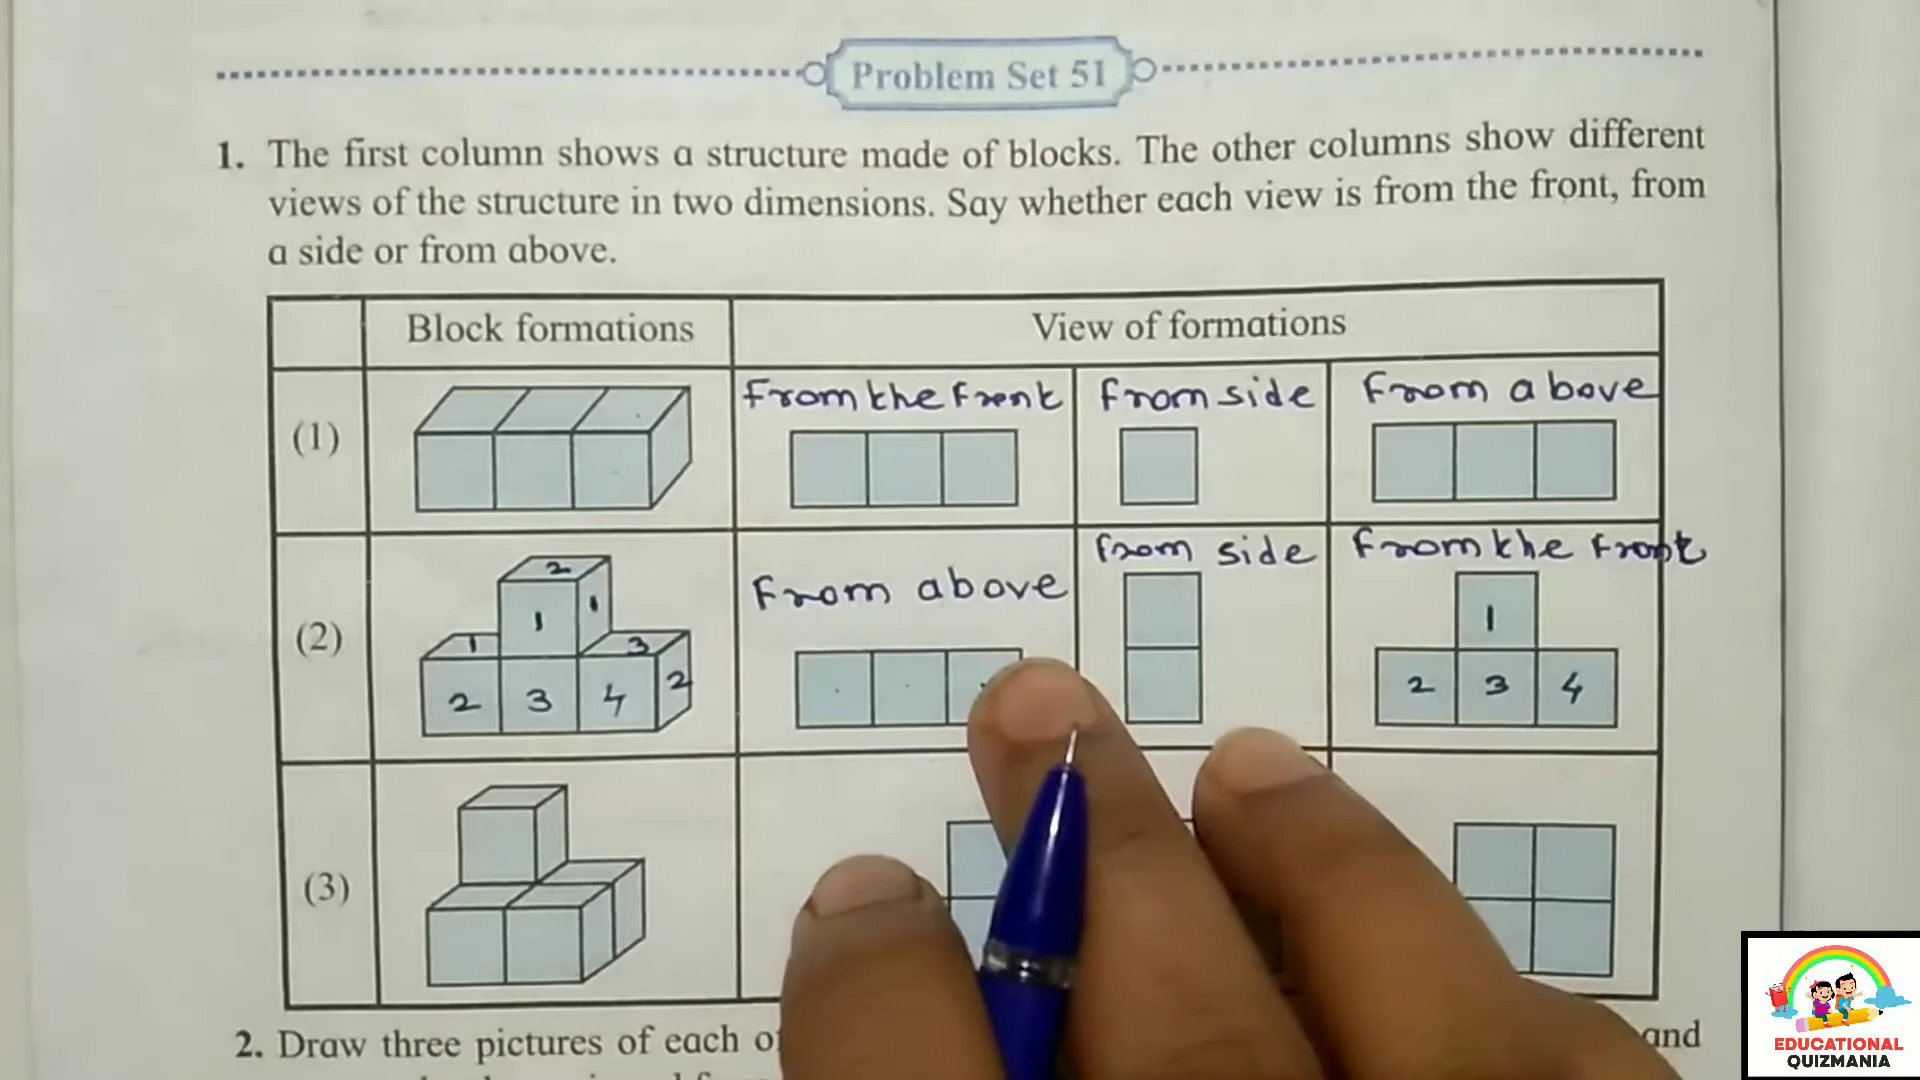 Problem Set 51
1. The first column shows a structure made of blocks. The other columns show different
views of the structure in two dimensions. Say whether each view is from the front, from
a side or from above.
Block formations
View of formations
(1)
From the Front
From side
From above
(2)
2
1
1
1
3
2
3
4
2
From above
From side
From the Front
1
2
3
4
(3)
2. Draw three pictures of each
and
EDUCATIONAL
QUIZMANIA